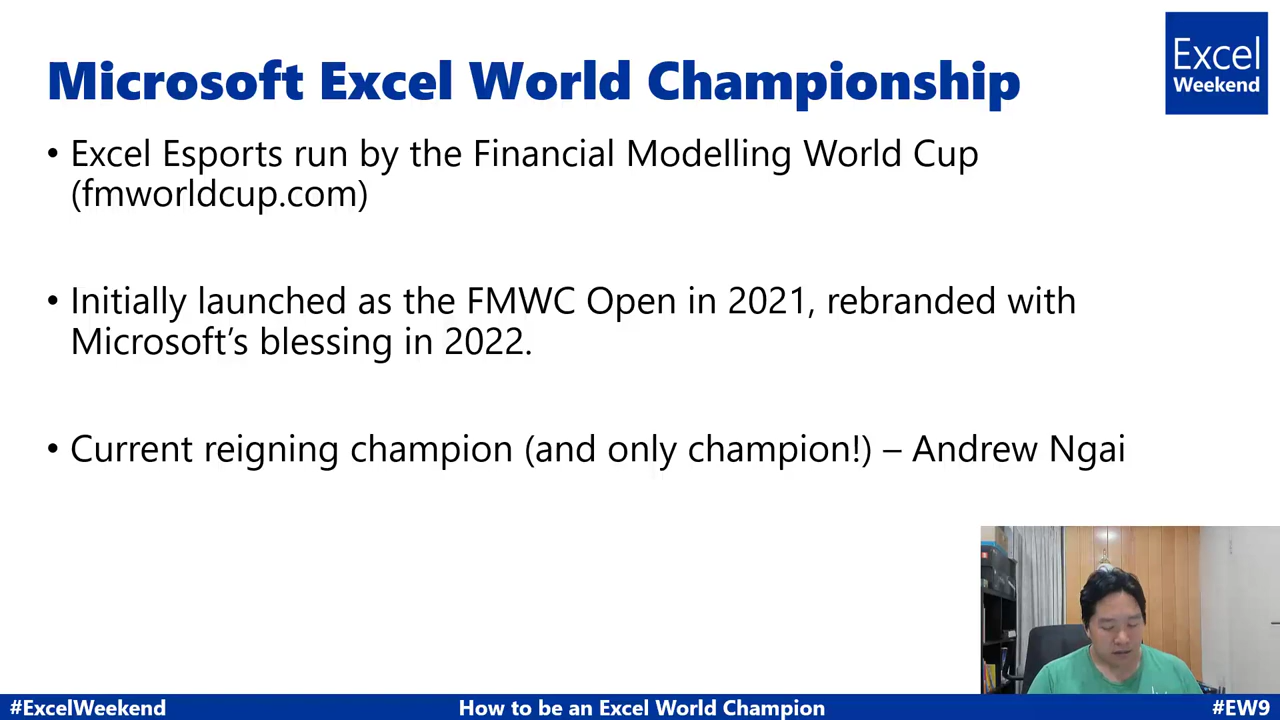 Microsoft Excel World Championship
Excel
Weekend
• Excel Esports run by the Financial Modelling World Cup
(fmworldcup.com)
• Initially launched as the FMWC Open in 2021, rebranded with
Microsoft’s blessing in 2022.
• Current reigning champion (and only champion!) – Andrew Ngai
#ExcelWeekend
How to be an Excel World Champion
#EW9